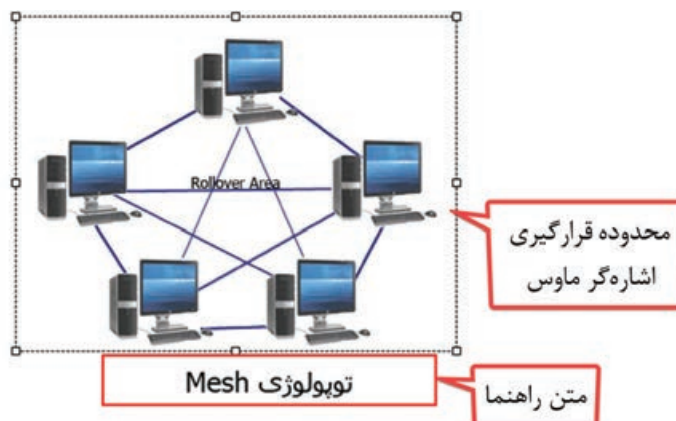 Rollover Area
محدوده قرارگیری
اشاره‌گر ماوس
توپولوژی Mesh
متن راهنما